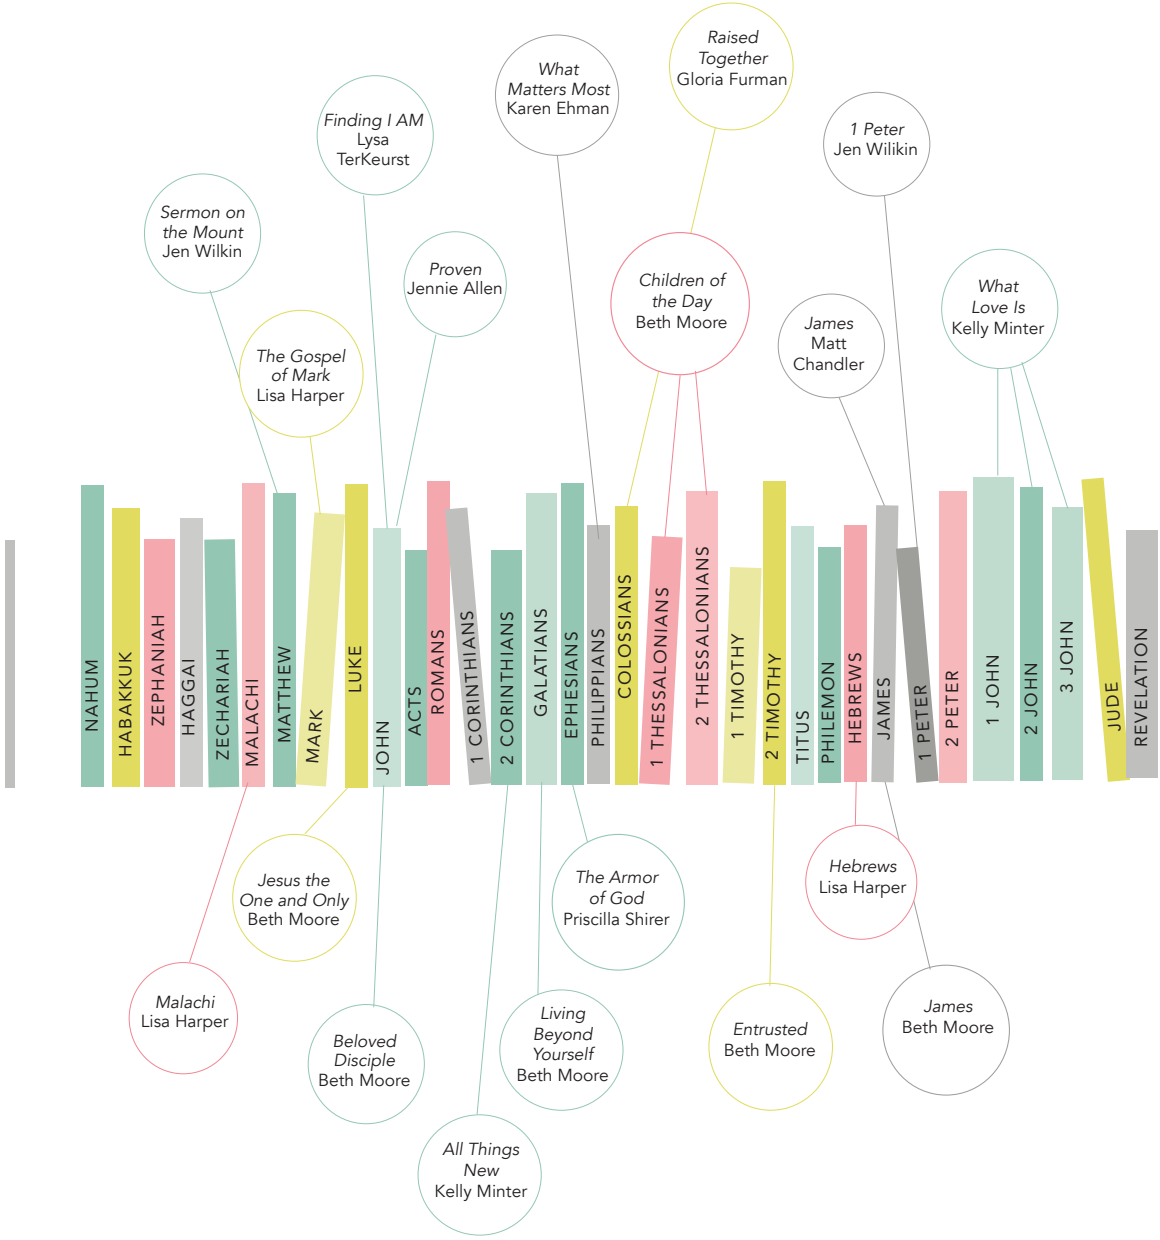 Raised
Together
Gloria Furman
What
Matters Most
Karen Ehman
Finding I AM
Lysa
TerKeurst
1 Peter
Jen Wilikin
Sermon on
the Mount
Jen Wilkin
Proven
Jennie Allen
Children of
the Day
Beth Moore
What
Love Is
Kelly Minter
James
Matt
Chandler
The Gospel
of Mark
Lisa Harper
NAHUM
HABAKKUK
ZEPHANIAH
HAGGAI
ZECHARIAH
MALACHI
MATTHEW
MARK
LUKE
JOHN
ACTS
ROMANS
1 CORINTHIANS
2 CORINTHIANS
GALATIANS
EPHESIANS
PHILIPPIANS
COLOSSIANS
1 THESSALONIANS
2 THESSALONIANS
1 TIMOTHY
2 TIMOTHY
TITUS
PHILEMON
HEBREWS
JAMES
1 PETER
2 PETER
1 JOHN
2 JOHN
3 JOHN
JUDE
REVELATION
Jesus the
One and Only
Beth Moore
The Armor
of God
Priscilla Shirer
Hebrews
Lisa Harper
Malachi
Lisa Harper
Beloved
Disciple
Beth Moore
Living
Beyond
Yourself
Beth Moore
Entrusted
Beth Moore
James
Beth Moore
All Things
New
Kelly Minter